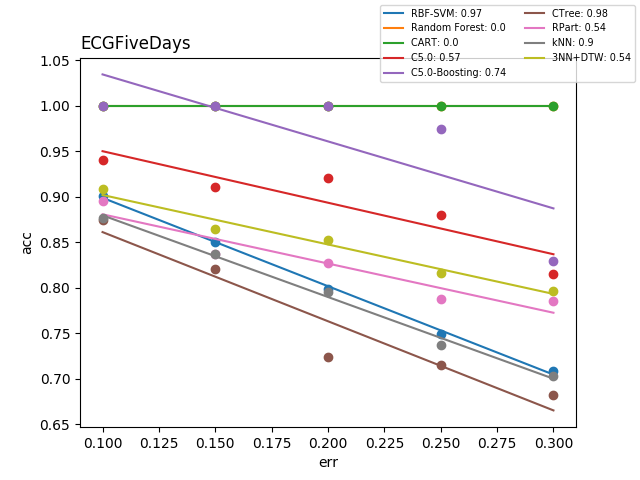 RBF-SVM: 0.97
Random Forest: 0.0
CART: 0.0
C5.0: 0.57
C5.0-Boosting: 0.74
CTree: 0.98
RPart: 0.54
kNN: 0.9
3NN+DTW: 0.54
ECGFiveDays
1.05
1.00
0.95
0.90
0.85
0.80
0.75
0.70
0.65
acc
0.100 0.125 0.150 0.175 0.200 0.225 0.250 0.275 0.300
err